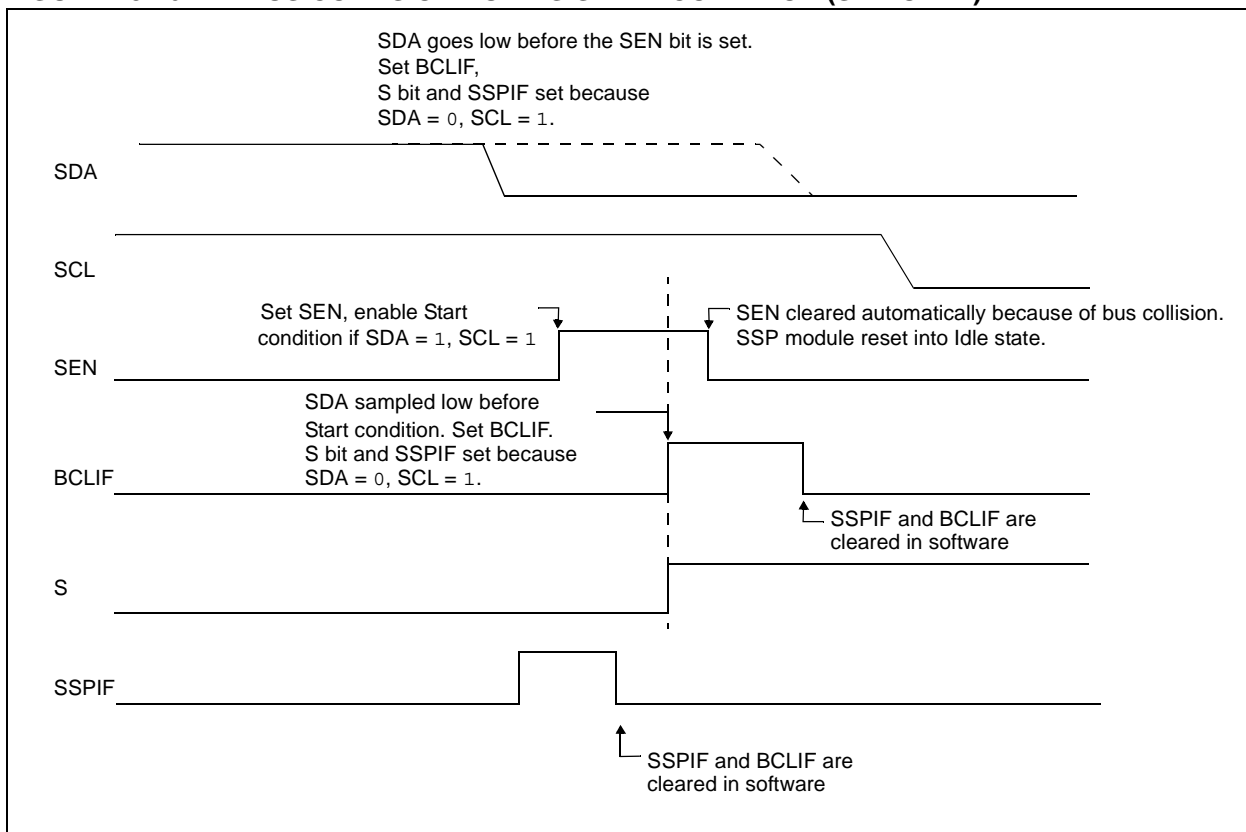 SDA goes low before the SEN bit is set.
Set BCLIF,
S bit and SSPIF set because
SDA = 0, SCL = 1.
SDA
SCL
Set SEN, enable Start
condition if SDA = 1, SCL = 1
SEN cleared automatically because of bus collision.
SSP module reset into Idle state.
SEN
SDA sampled low before
Start condition. Set BCLIF.
S bit and SSPIF set because
SDA = 0, SCL = 1.
BCLIF
SSPIF and BCLIF are
cleared in software
S
SSPIF
SSPIF and BCLIF are
cleared in software